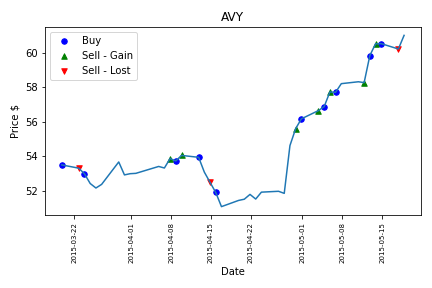 AVY
Buy
Sell - Gain
Sell - Lost
Price $
60
58
56
54
52
2015-03-22
2015-04-01
2015-04-08
2015-04-15
2015-04-22
2015-05-01
2015-05-08
2015-05-15
Date